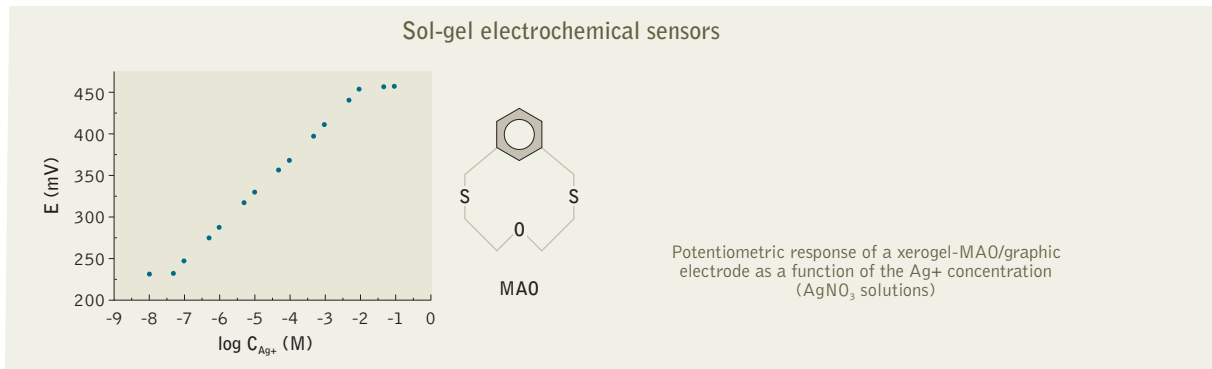 Sol-gel electrochemical sensors
450
400
350
300
250
200
E (mV)
-9 -8 -7 -6 -5 -4 -3 -2 -1 0
log C Ag+ (M)
S S
O
MAO
Potentiometric response of a xerogel-MAO/graphic
electrode as a function of the Ag+ concentration
(AgNO₃ solutions)